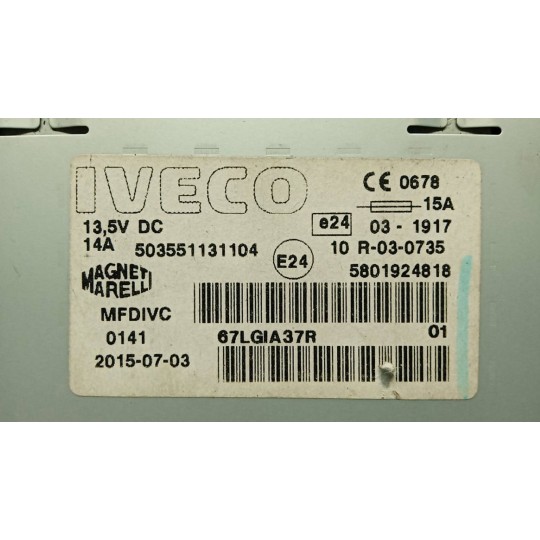 IVECO
CE 0678
15A
13,5V DC
e24 03 - 1917
14A 503551131104
E24
10 R-03-0735
5801924818
MAGNETI
MARELLI
MFDIVC
0141 67LGIA37R 01
2015-07-03